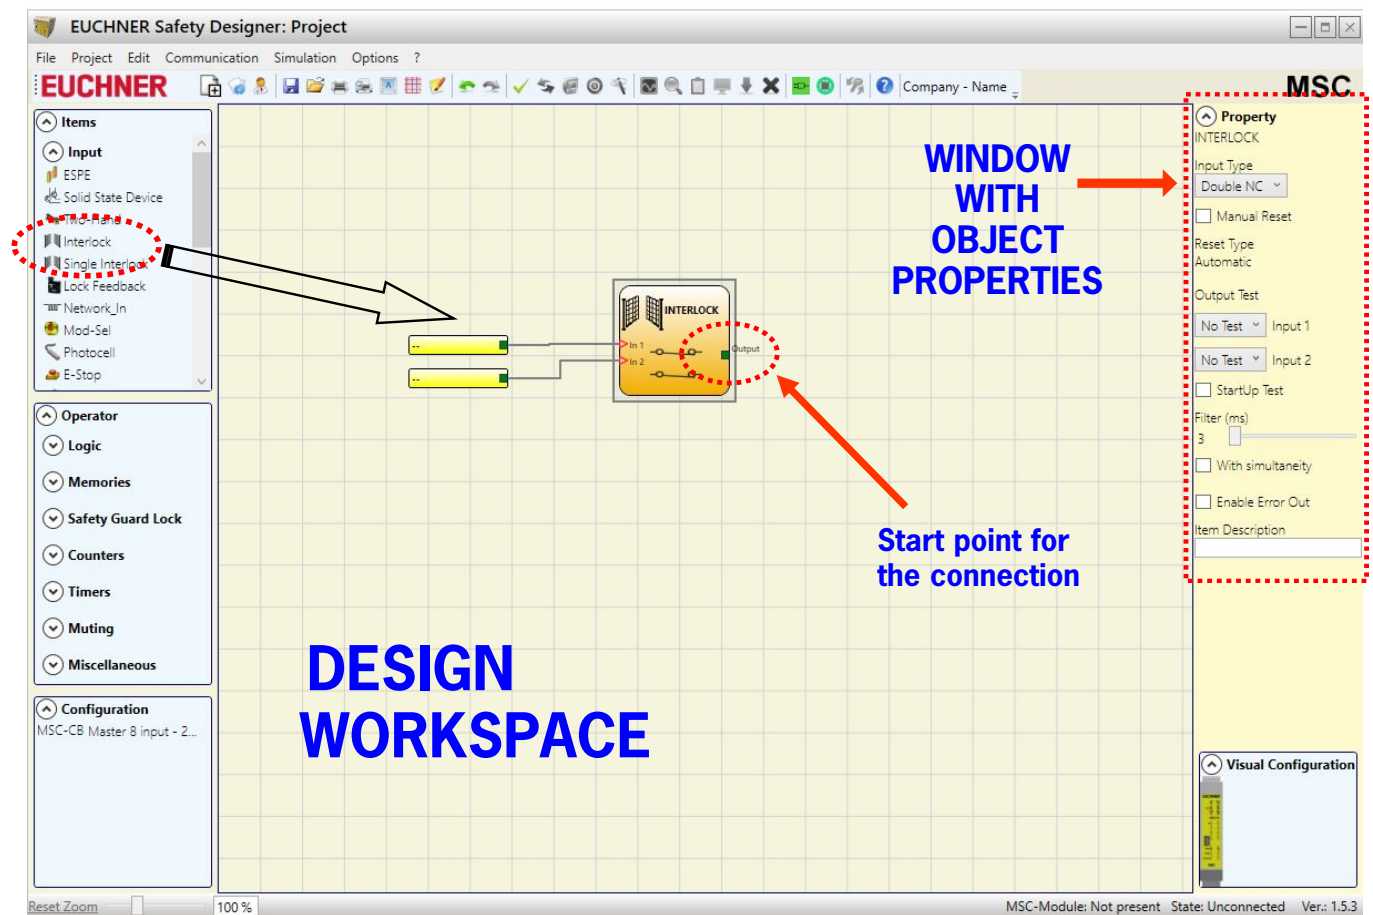 EUCHNER Safety Designer: Project
File Project Edit Communication Simulation Options ?
EUCHNER
Company - Name
MSC
Items
Input
ESPE
Solid State Device
Two-Hand
Interlock
Single Interlock
Lock Feedback
Network_In
Mod-Sel
Photocell
E-Stop
Operator
Logic
Memories
Safety Guard Lock
Counters
Timers
Muting
Miscellaneous
Configuration
MSC-CB Master 8 input - 2...
Reset Zoom
100 %
--
--
INTERLOCK
In 1
In 2
Output
WINDOW
WITH
OBJECT
PROPERTIES
Start point for
the connection
DESIGN
WORKSPACE
Property
INTERLOCK
Input Type
Double NC
Manual Reset
Reset Type
Automatic
Output Test
No Test Input 1
No Test Input 2
StartUp Test
Filter (ms)
3
With simultaneity
Enable Error Out
Item Description
Visual Configuration
MSC-Module: Not present State: Unconnected Ver.: 1.5.3